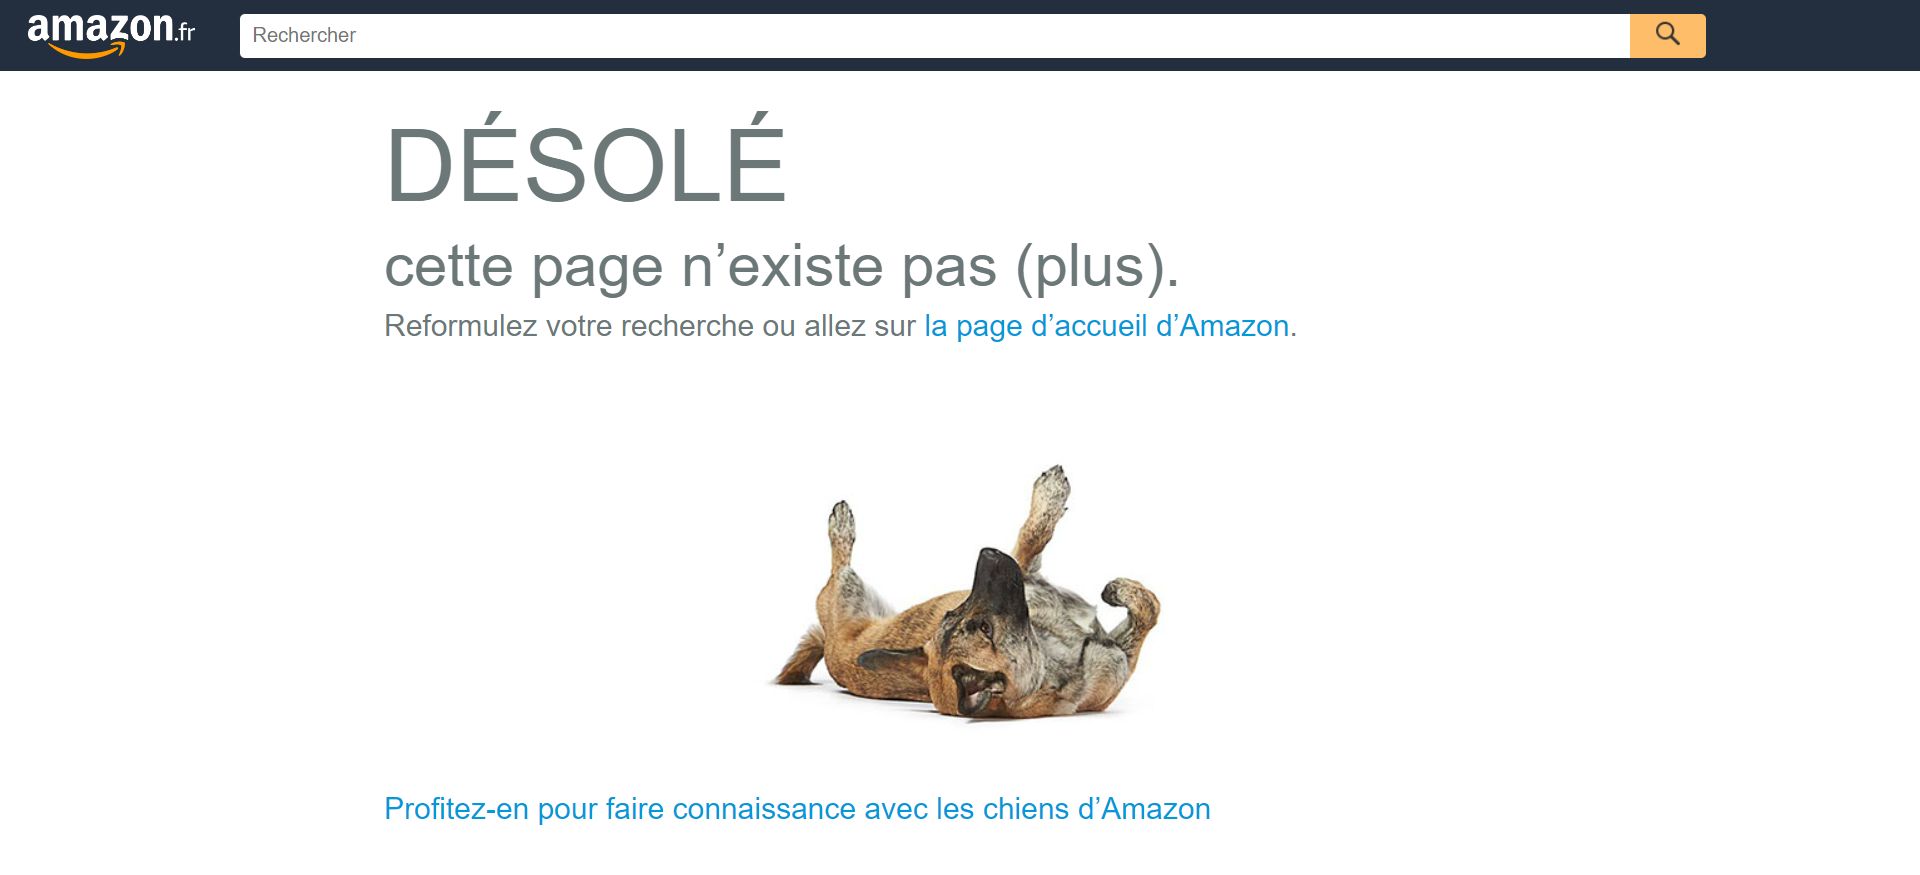 amazon.fr
Rechercher
DÉSOLÉ
cette page n’existe pas (plus).
Reformulez votre recherche ou allez sur la page d’accueil d’Amazon.
Profitez-en pour faire connaissance avec les chiens d’Amazon